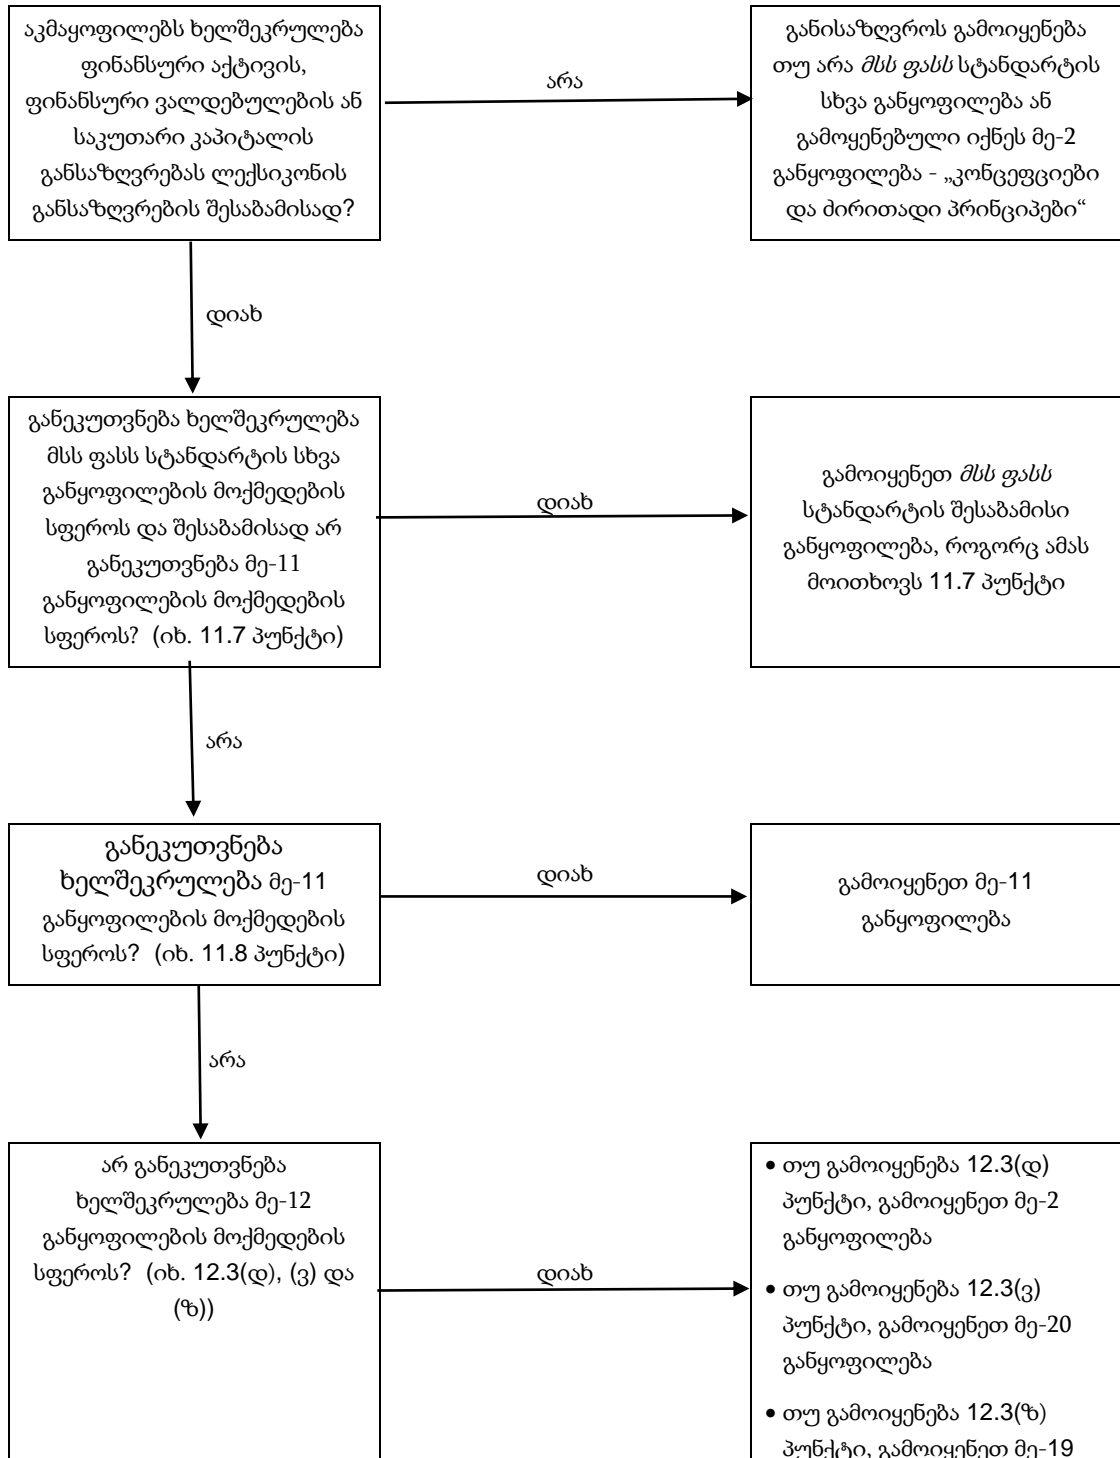 აკმაყოფილებს ხელშეკრულება
ფინანსური აქტივის,
ფინანსური ვალდებულების ან
საკუთარი კაპიტალის
განსაზღვრებას ლექსიკონის
განსაზღვრების შესაბამისად?
არა
განისაზღვროს გამოიყენება
თუ არა მსს ფასს სტანდარტის
სხვა განყოფილება ან
გამოყენებული იქნეს მე-2
განყოფილება - „კონცეფციები
და ძირითადი პრინციპები“
დიახ
განეკუთვნება ხელშეკრულება
მსს ფასს სტანდარტის სხვა
განყოფილების მოქმედების
სფეროს და შესაბამისად არ
განეკუთვნება მე-11
განყოფილების მოქმედების
სფეროს? (იხ. 11.7 პუნქტი)
დიახ
გამოიყენეთ მსს ფასს
სტანდარტის შესაბამისი
განყოფილება, როგორც ამას
მოითხოვს 11.7 პუნქტი
არა
განეკუთვნება
ხელშეკრულება მე-11
განყოფილების მოქმედების
სფეროს? (იხ. 11.8 პუნქტი)
დიახ
გამოიყენეთ მე-11
განყოფილება
არა
არ განეკუთვნება
ხელშეკრულება მე-12
განყოფილების მოქმედების
სფეროს? (იხ. 12.3(დ), (ვ) და
(ზ))
დიახ
• თუ გამოიყენება 12.3(დ)
პუნქტი, გამოიყენეთ მე-2
განყოფილება
• თუ გამოიყენება 12.3(ვ)
პუნქტი, გამოიყენეთ მე-20
განყოფილება
• თუ გამოიყენება 12.3(ზ)
პუნქტი, გამოიყენეთ მე-19